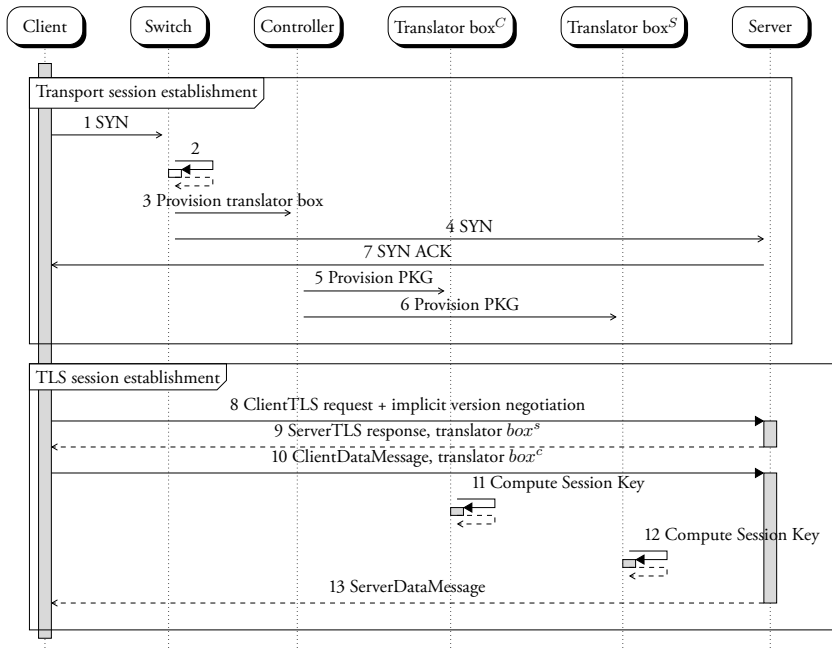 Client Switch Controller Translator box^C Translator box^S Server
Transport session establishment
1 SYN
2
3 Provision translator box
4 SYN
7 SYN ACK
5 Provision PKG
6 Provision PKG
TLS session establishment
8 ClientTLS request + implicit version negotiation
9 ServerTLS response, translator box^s
10 ClientDataMessage, translator box^c
11 Compute Session Key
12 Compute Session Key
13 ServerDataMessage